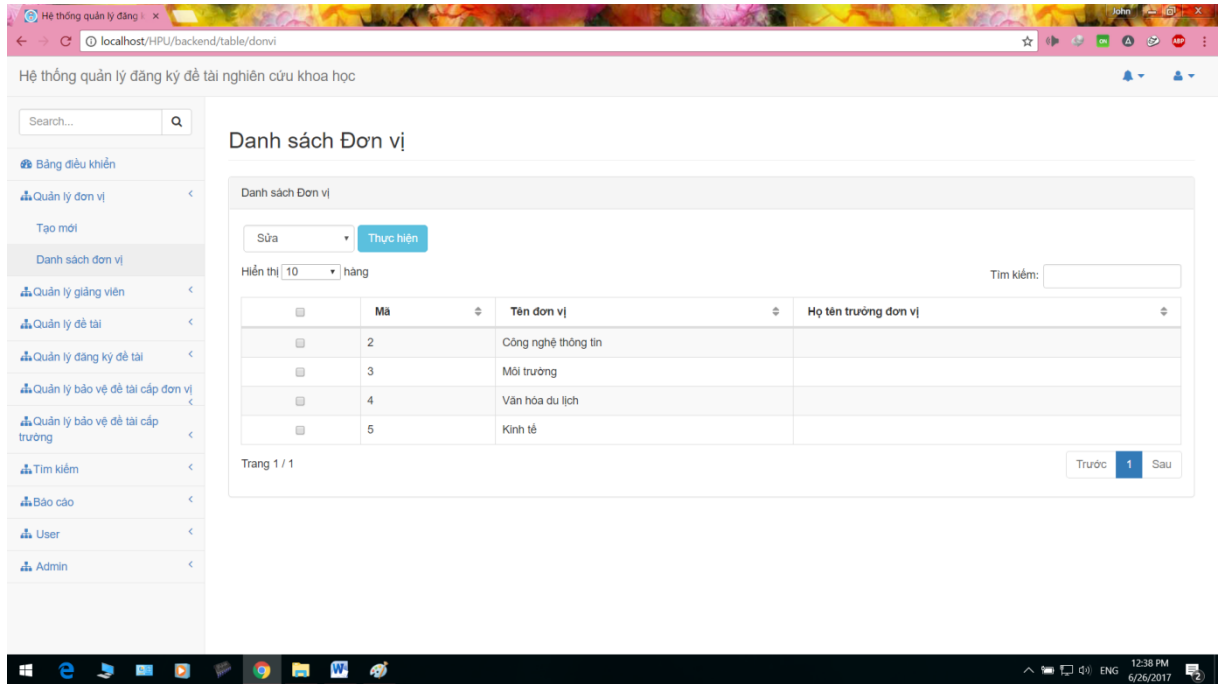 Hệ thống quản lý đăng k
John
localhost/HPU/backend/table/donvi
ON
ABP
Hệ thống quản lý đăng ký đề tài nghiên cứu khoa học
Search...
Bảng điều khiển
Quản lý đơn vị
Tạo mới
Danh sách đơn vị
Quản lý giảng viên
Quản lý đề tài
Quản lý đăng ký đề tài
Quản lý bảo vệ đề tài cấp đơn vị
Quản lý bảo vệ đề tài cấp
trường
Tìm kiếm
Báo cáo
User
Admin
Danh sách Đơn vị
Danh sách Đơn vị
Sửa Thực hiện
Hiển thị 10 hàng Tìm kiếm:
Mã Tên đơn vị Họ tên trưởng đơn vị
2 Công nghệ thông tin
3 Môi trường
4 Văn hóa du lịch
5 Kinh tế
Trang 1 / 1 Trước 1 Sau
ENG 12:38 PM
6/26/2017
2